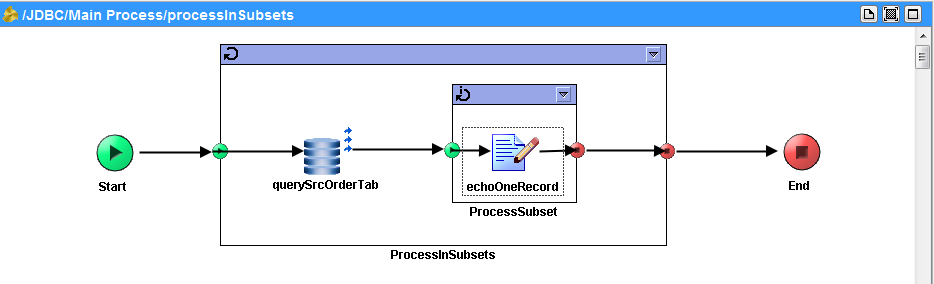 /JDBC/Main Process/processInSubsets
Start
querySrcOrderTab
echoOneRecord
ProcessSubset
End
ProcessInSubsets